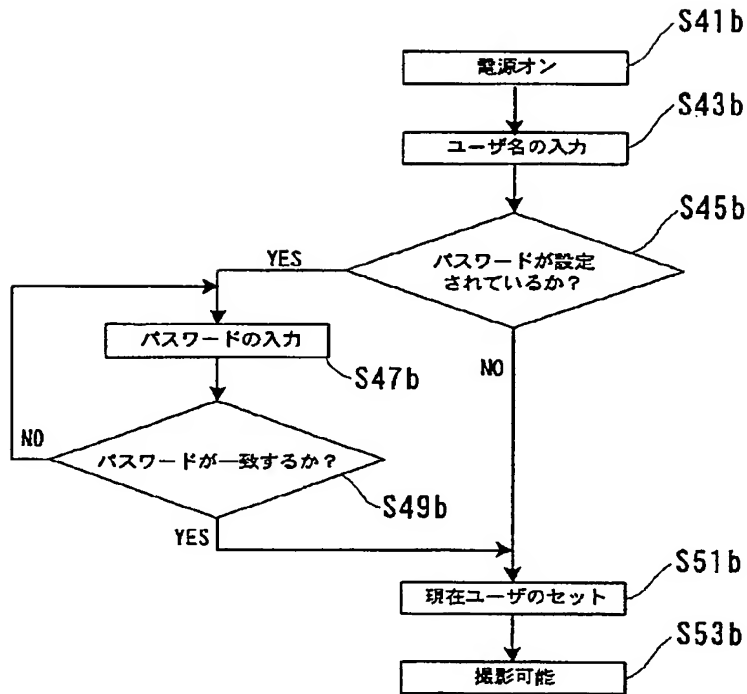 S41b
電源オン
S43b
ユーザ名の入力
S45b
パスワードが設定
されているか？
YES
パスワードの入力
S47b
NO
NO
パスワードが一致するか？
S49b
YES
S51b
現在ユーザのセット
S53b
撮影可能